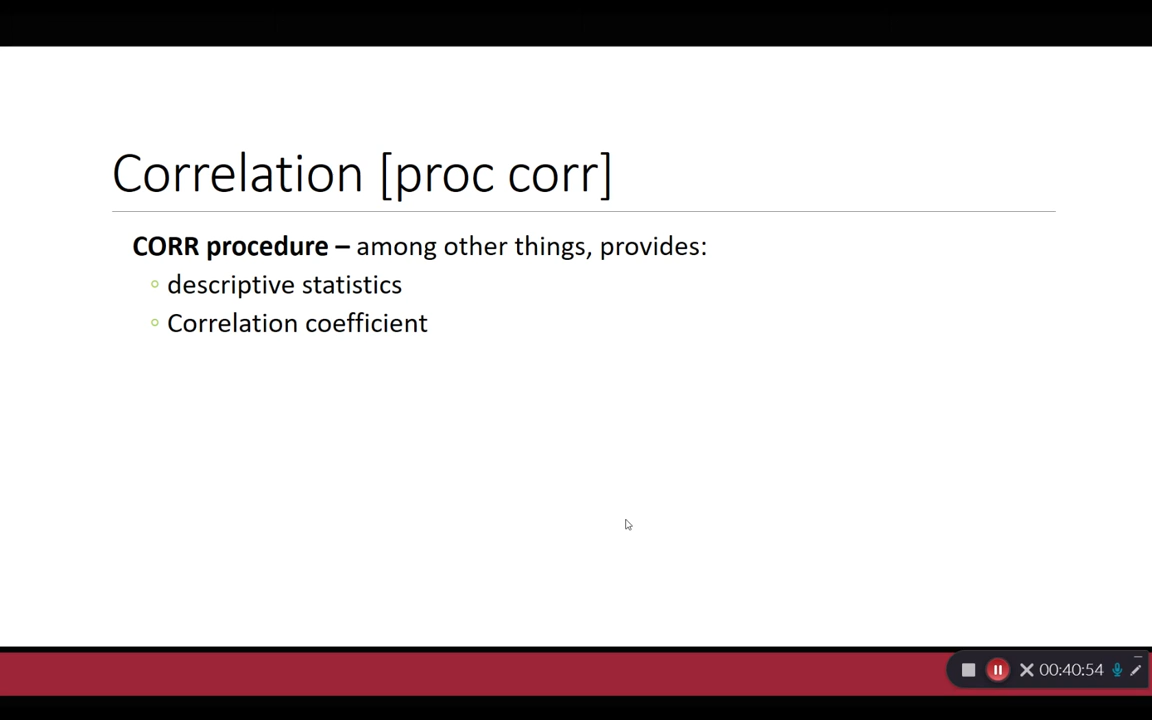 Correlation [proc corr]
CORR procedure – among other things, provides:
descriptive statistics
Correlation coefficient
00:40:54